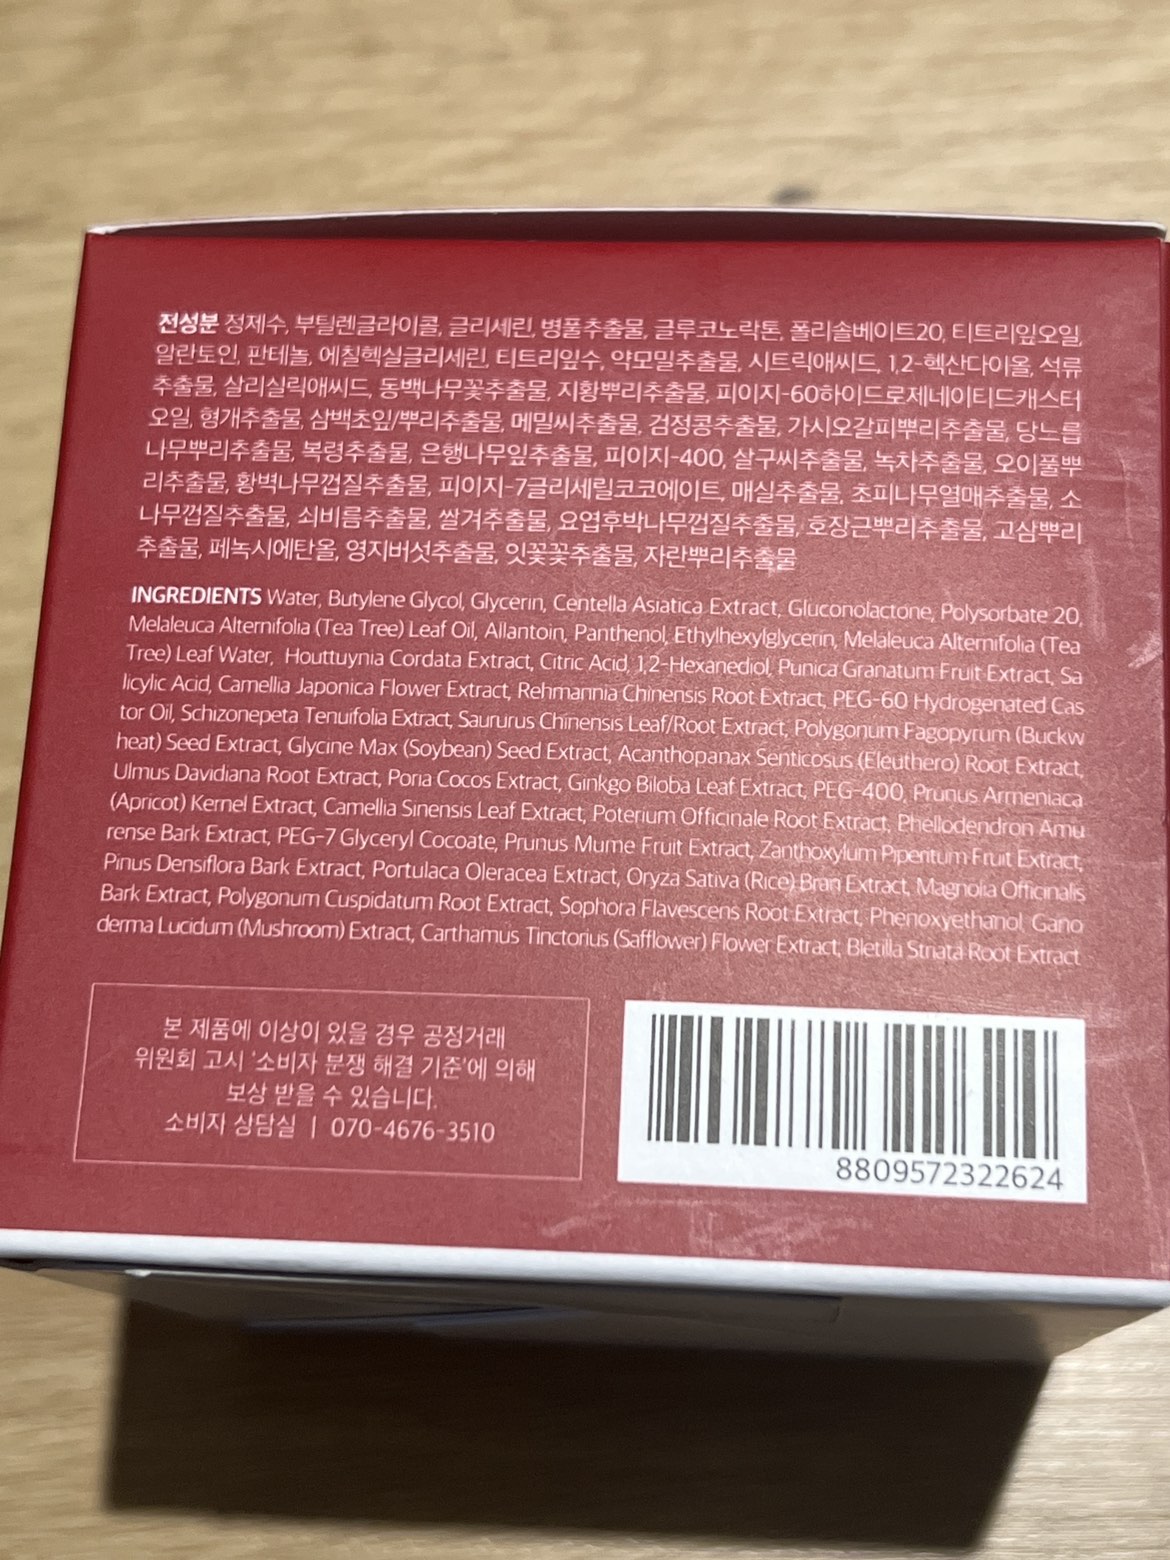 전성분 정제수, 부틸렌글라이콜, 글리세린, 병풀추출물, 글루코노락톤, 폴리솔베이트20, 티트리잎오일,
알란토인, 판테놀, 에칠헥실글리세린, 티트리잎수, 약모밀추출물, 시트릭애씨드, 1,2-헥산다이올, 석류
추출물, 살리실릭애씨드, 동백나무꽃추출물, 지황뿌리추출물, 피이지-60하이드로제네이티드캐스터
오일, 형개추출물, 삼백초잎/뿌리추출물, 메밀씨추출물, 검정콩추출물, 가시오갈피뿌리추출물, 당느릅
나무뿌리추출물, 복령추출물, 은행나무잎추출물, 피이지-400, 살구씨추출물, 녹차추출물, 오이풀뿌
리추출물, 황벽나무껍질추출물, 피이지-7글리세릴코코에이트, 매실추출물, 초피나무열매추출물, 소
나무껍질추출물, 쇠비름추출물, 쌀겨추출물, 요엽후박나무껍질추출물, 호장근뿌리추출물, 고삼뿌리
추출물, 페녹시에탄올, 영지버섯추출물, 잇꽃꽃추출물, 자란뿌리추출물
INGREDIENTS Water, Butylene Glycol, Glycerin, Centella Asiatica Extract, Gluconolactone, Polysorbate 20,
Melaleuca Alternifolia (Tea Tree) Leaf Oil, Allantoin, Panthenol, Ethylhexylglycerin, Melaleuca Alternifolia (Tea
Tree) Leaf Water, Houttuynia Cordata Extract, Citric Acid, 1,2-Hexanediol, Punica Granatum Fruit Extract, Sa
licylic Acid, Camellia Japonica Flower Extract, Rehmannia Chinensis Root Extract, PEG-60 Hydrogenated Cas
tor Oil, Schizonepeta Tenuifolia Extract, Saururus Chinensis Leaf/Root Extract, Polygonum Fagopyrum (Buckw
heat) Seed Extract, Glycine Max (Soybean) Seed Extract, Acanthopanax Senticosus (Eleuthero) Root Extract,
Ulmus Davidiana Root Extract, Poria Cocos Extract, Ginkgo Biloba Leaf Extract, PEG-400, Prunus Armeniaca
(Apricot) Kernel Extract, Camellia Sinensis Leaf Extract, Poterium Officinale Root Extract, Phellodendron Amu
rense Bark Extract, PEG-7 Glyceryl Cocoate, Prunus Mume Fruit Extract, Zanthoxylum Piperitum Fruit Extract,
Pinus Densiflora Bark Extract, Portulaca Oleracea Extract, Oryza Sativa (Rice) Bran Extract, Magnolia Officinalis
Bark Extract, Polygonum Cuspidatum Root Extract, Sophora Flavescens Root Extract, Phenoxyethanol, Gano
derma Lucidum (Mushroom) Extract, Carthamus Tinctorius (Safflower) Flower Extract, Bletilla Striata Root Extract
본 제품에 이상이 있을 경우 공정거래
위원회 고시 '소비자 분쟁 해결 기준'에 의해
보상 받을 수 있습니다.
소비자 상담실 | 070-4676-3510
8809572322624